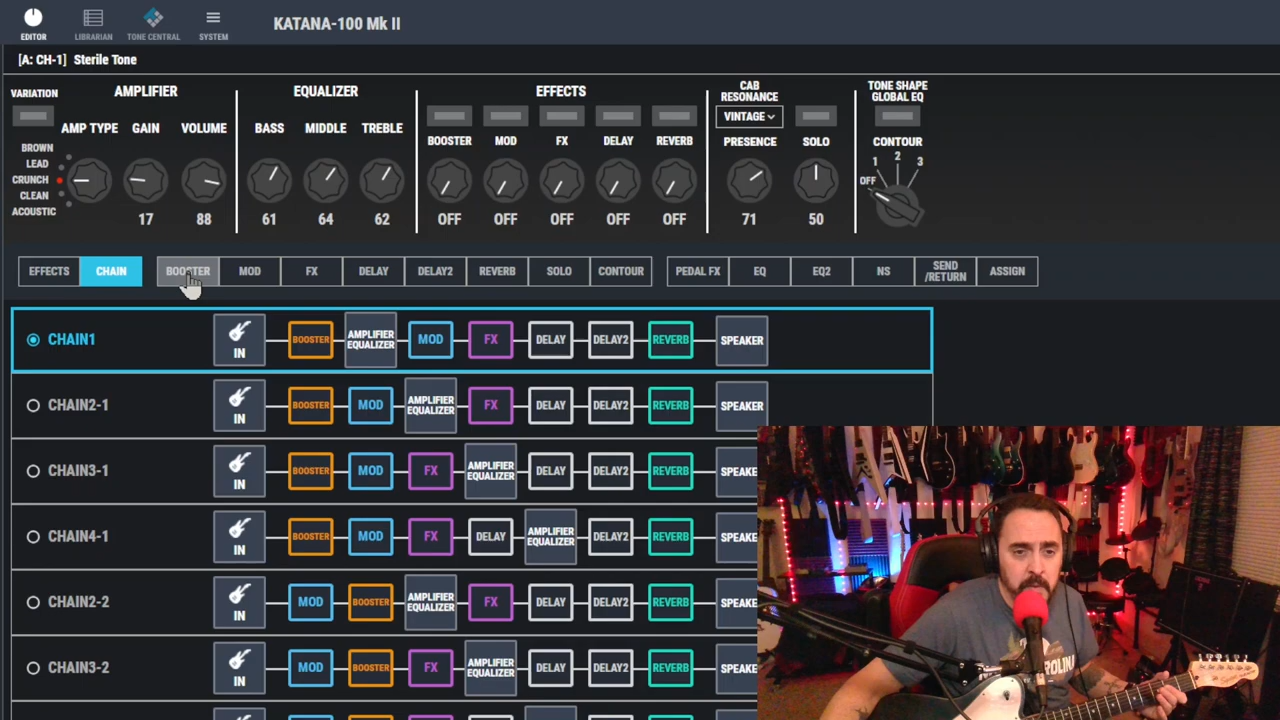 EDITOR
LIBRARIAN
TONE CENTRAL
SYSTEM
KATANA-100 Mk II
[A: CH-1] Sterile Tone
VARIATION
AMPLIFIER
AMP TYPE GAIN VOLUME
BROWN
LEAD
CRUNCH
CLEAN
ACOUSTIC
17 88
EQUALIZER
BASS MIDDLE TREBLE
61 64 62
EFFECTS
BOOSTER MOD FX DELAY REVERB
OFF OFF OFF OFF OFF
CAB
RESONANCE
VINTAGE
PRESENCE SOLO
71 50
TONE SHAPE
GLOBAL EQ
CONTOUR
1 2 3
OFF
EFFECTS CHAIN BOOSTER MOD FX DELAY DELAY2 REVERB SOLO CONTOUR PEDAL FX EQ EQ2 NS SEND
/RETURN ASSIGN
CHAIN1 IN BOOSTER AMPLIFIER
EQUALIZER MOD FX DELAY DELAY2 REVERB SPEAKER
CHAIN2-1 IN BOOSTER MOD AMPLIFIER
EQUALIZER FX DELAY DELAY2 REVERB SPEAKER
CHAIN3-1 IN BOOSTER MOD FX AMPLIFIER
EQUALIZER DELAY DELAY2 REVERB SPEAKE
CHAIN4-1 IN BOOSTER MOD FX DELAY AMPLIFIER
EQUALIZER DELAY2 REVERB SPEAKE
CHAIN2-2 IN MOD BOOSTER AMPLIFIER
EQUALIZER FX DELAY DELAY2 REVERB SPEAKE
CHAIN3-2 IN MOD BOOSTER FX AMPLIFIER
EQUALIZER DELAY DELAY2 REVERB SPEAKE